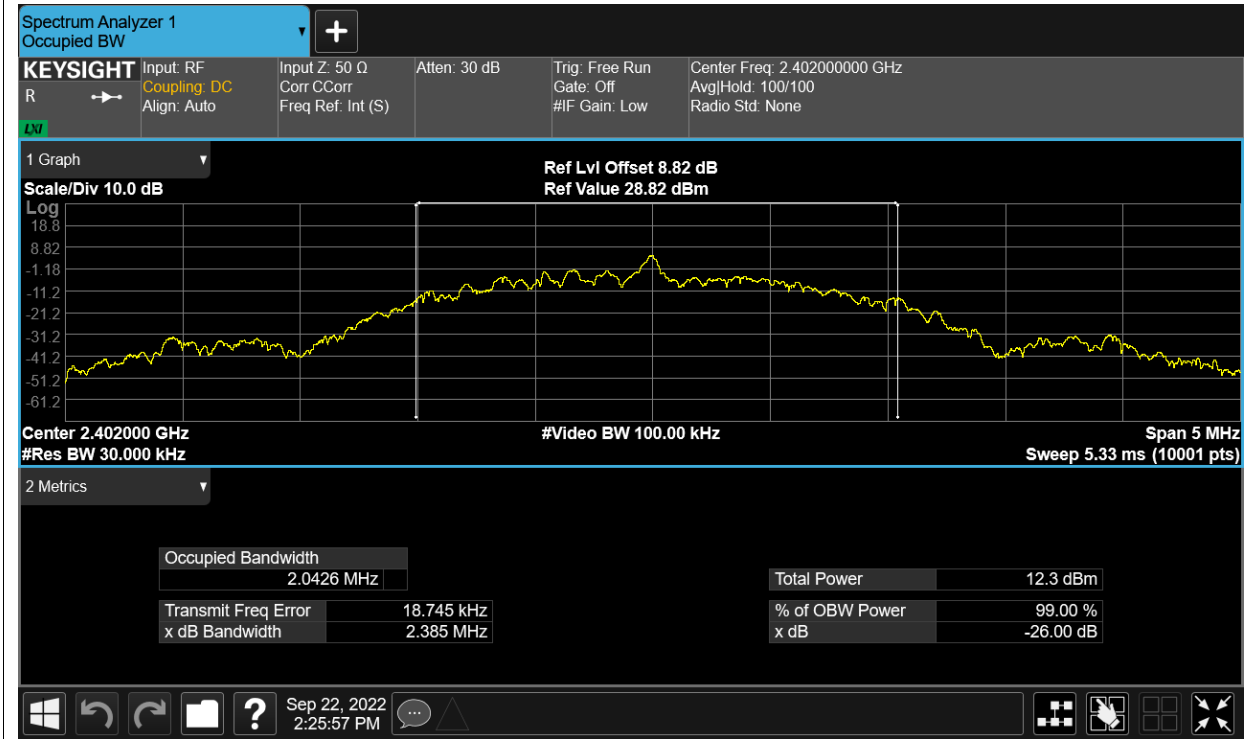 Spectrum Analyzer 1
Occupied BW
KEYSIGHT
R
LXI
Input: RF
Coupling: DC
Align: Auto
Input Z: 50 Ω
Corr CCorr
Freq Ref: Int (S)
Atten: 30 dB
Trig: Free Run
Gate: Off
#IF Gain: Low
Center Freq: 2.402000000 GHz
Avg|Hold: 100/100
Radio Std: None
1 Graph
Scale/Div 10.0 dB
Ref Lvl Offset 8.82 dB
Ref Value 28.82 dBm
Log
18.8
8.82
-1.18
-11.2
-21.2
-31.2
-41.2
-51.2
-61.2
Center 2.402000 GHz
#Res BW 30.000 kHz
#Video BW 100.00 kHz
Span 5 MHz
Sweep 5.33 ms (10001 pts)
2 Metrics
Occupied Bandwidth
2.0426 MHz
Transmit Freq Error 18.745 kHz
x dB Bandwidth 2.385 MHz
Total Power 12.3 dBm
% of OBW Power 99.00 %
x dB -26.00 dB
?
Sep 22, 2022
2:25:57 PM